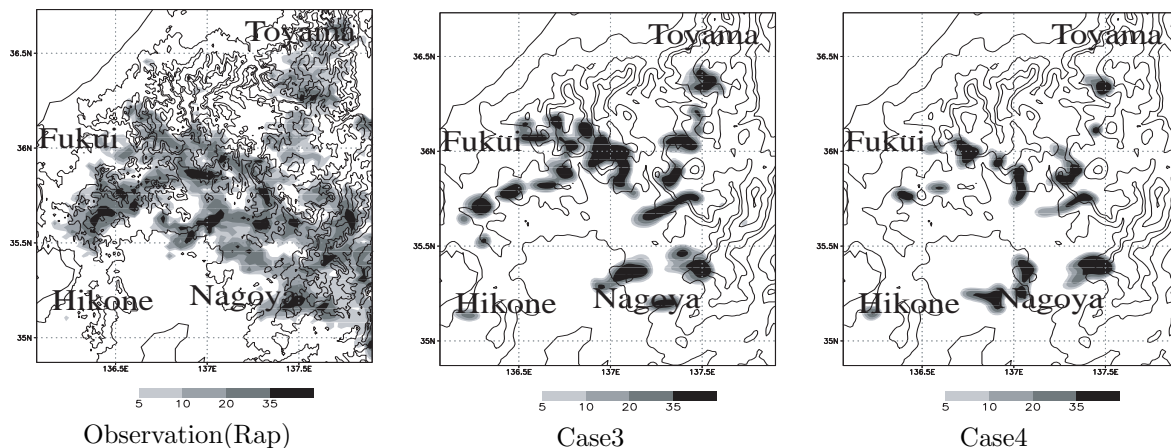 Toyama
Fukui
Hikone
Nagoya
36.5N
36N
35.5N
35N
136.5E
137E
137.5E
5 10 20 35
Observation(Rap)
Toyama
Fukui
Hikone
Nagoya
36.5N
36N
35.5N
35N
136.5E
137E
137.5E
5 10 20 35
Case3
Toyama
Fukui
Hikone
Nagoya
36.5N
36N
35.5N
35N
136.5E
137E
137.5E
5 10 20 35
Case4